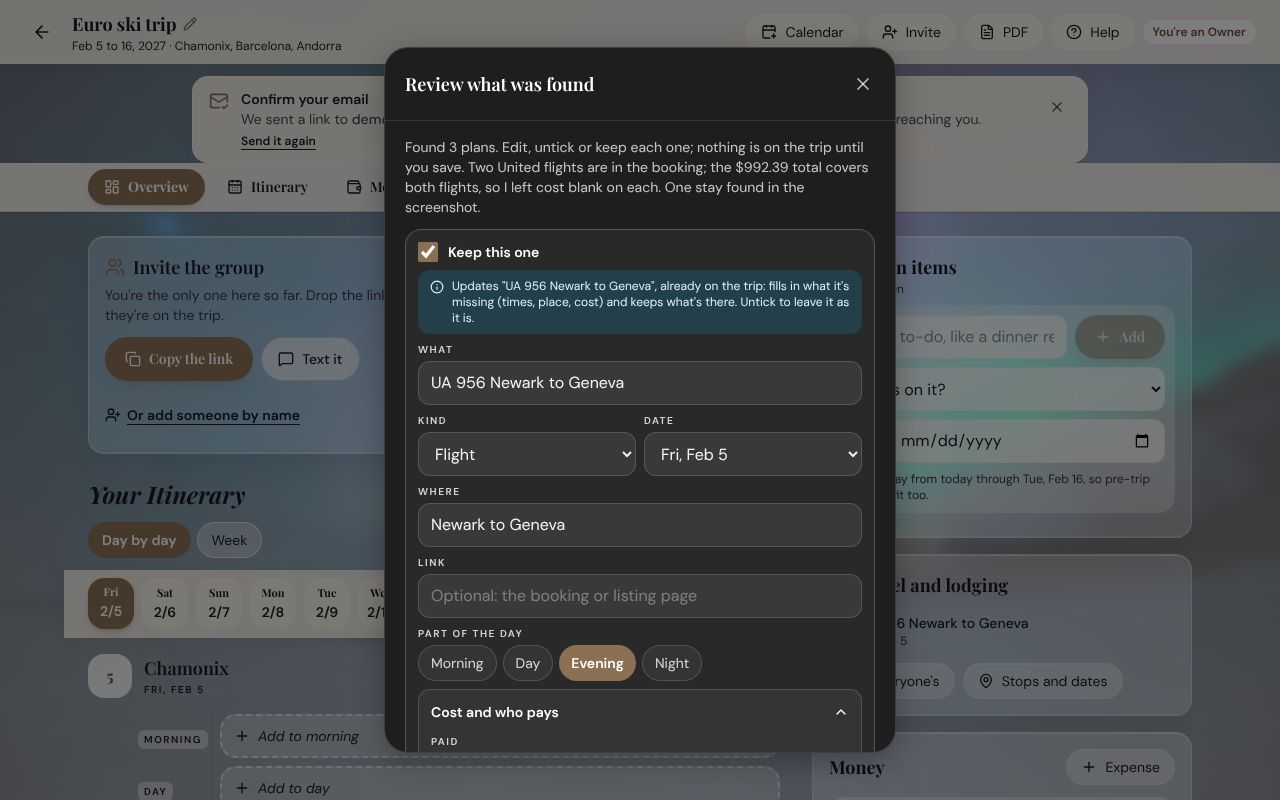 Euro ski trip
Feb 5 to 16, 2027 · Chamonix, Barcelona, Andorra
Calendar
Invite
PDF
Help
You're an Owner
Confirm your email
We sent a link to
reaching you.
Send it again
Overview
Itinerary
Review what was found
Found 3 plans. Edit, untick or keep each one; nothing is on the trip until
you save. Two United flights are in the booking; the $992.39 total covers
both flights, so I left cost blank on each. One stay found in the
screenshot.
Keep this one
Updates "UA 956 Newark to Geneva", already on the trip: fills in what it's
missing (times, place, cost) and keeps what's there. Untick to leave it as
it is.
WHAT
UA 956 Newark to Geneva
KIND
DATE
Flight
Fri, Feb 5
WHERE
Newark to Geneva
LINK
Optional: the booking or listing page
PART OF THE DAY
Morning
Day
Evening
Night
Cost and who pays
PAID
Invite the group
You're the only one here so far. Drop the link
they're on the trip.
Copy the link
Text it
Or add someone by name
Your Itinerary
Day by day
Week
Fri
2/5
Sat
2/6
Sun
2/7
Mon
2/8
Tue
2/9
5
Chamonix
FRI, FEB 5
MORNING
Add to morning
DAY
Add to day
items
to-do, like a dinner
Add
on it?
mm/dd/yyyy
from today through Tue, Feb 16, so pre-trip
fit too.
and lodging
Newark to Geneva
5
Stops and dates
Money
Expense